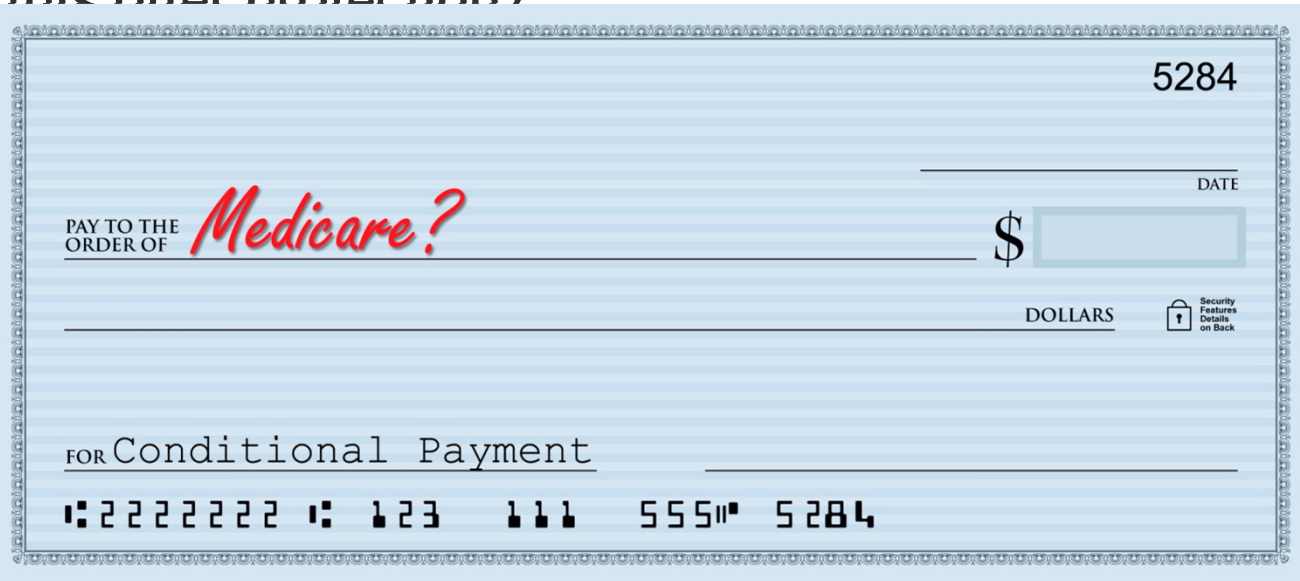 5284
DATE
PAY TO THE
ORDER OF Medicare? $
DOLLARS
Security
Features
Details
on Back
FOR Conditional Payment
⑆2222222⑆ 123 111 555⑈ 5284